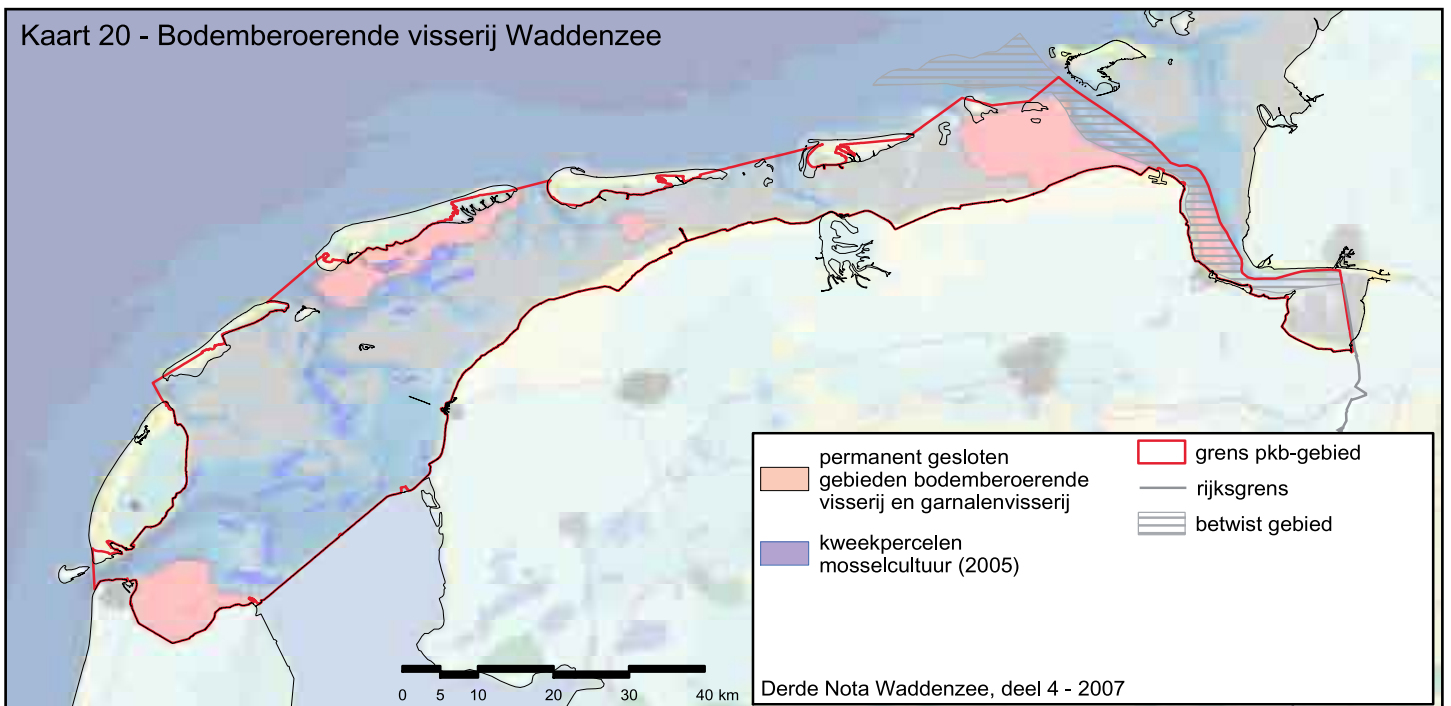 Kaart 20 - Bodemberoerende visserij Waddenzee
permanent gesloten
gebieden bodemberoerende
visserij en garnalenvisserij
kweekpercelen
mosselcultuur (2005)
grens pkb-gebied
rijksgrens
betwist gebied
0 5 10 20 30 40 km
Derde Nota Waddenzee, deel 4 - 2007